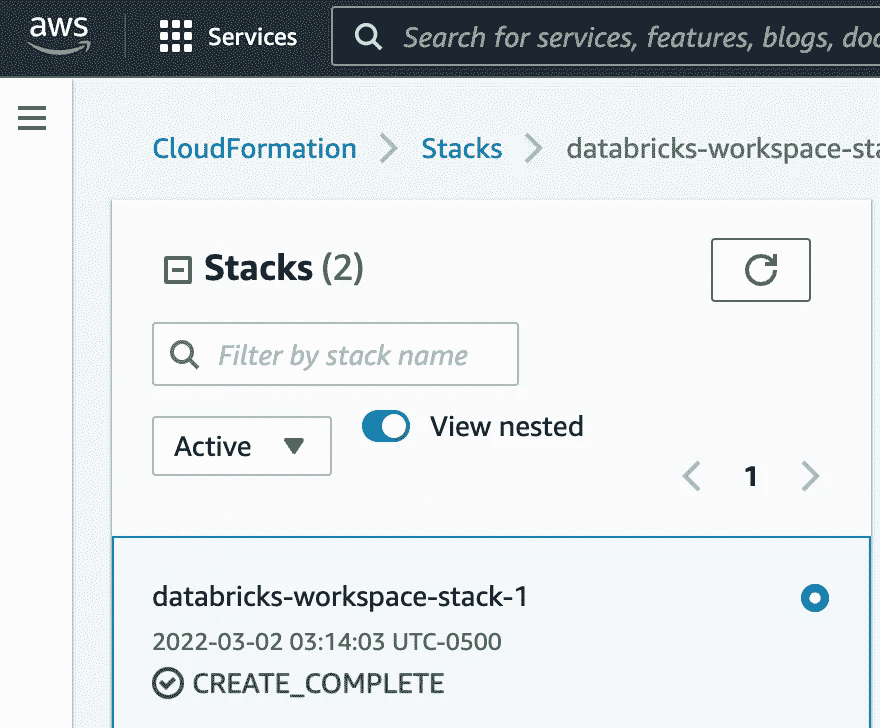 aws Services Search for services, features, blogs, doc
CloudFormation Stacks databricks-workspace-sta
Stacks (2)
Filter by stack name
Active View nested
1
databricks-workspace-stack-1
2022-03-02 03:14:03 UTC-0500
CREATE_COMPLETE